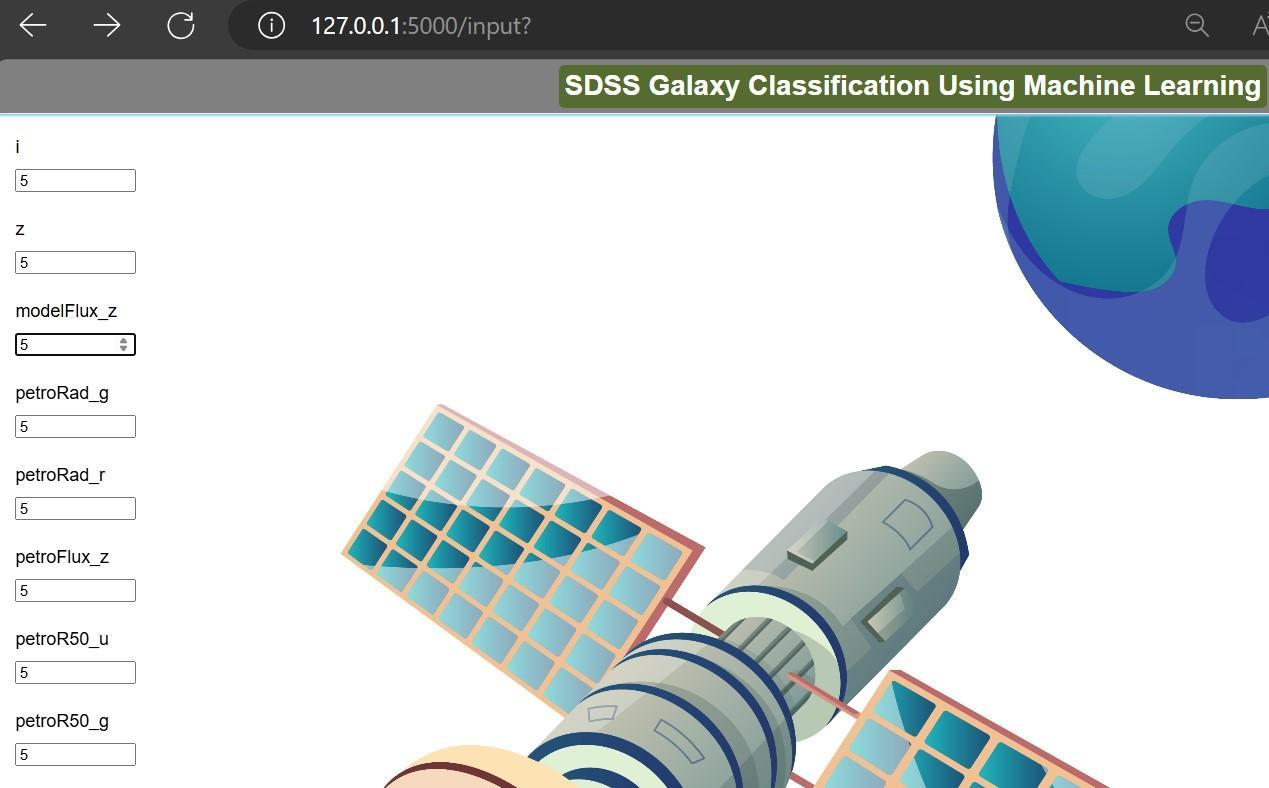 127.0.0.1:5000/input?
A
SDSS Galaxy Classification Using Machine Learning
i
5
z
5
modelFlux_z
5
petroRad_g
5
petroRad_r
5
petroFlux_z
5
petroR50_u
5
petroR50_g
5